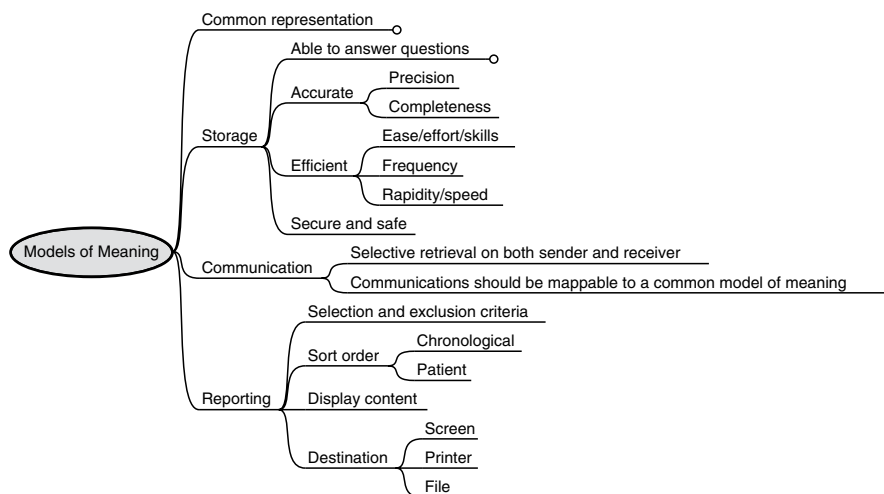 Common representation
Able to answer questions
Precision
Accurate
Completeness
Storage
Ease/effort/skills
Efficient
Frequency
Rapidity/speed
Secure and safe
Models of Meaning
Selective retrieval on both sender and receiver
Communication
Communications should be mappable to a common model of meaning
Selection and exclusion criteria
Chronological
Sort order
Patient
Reporting
Display content
Screen
Destination
Printer
File